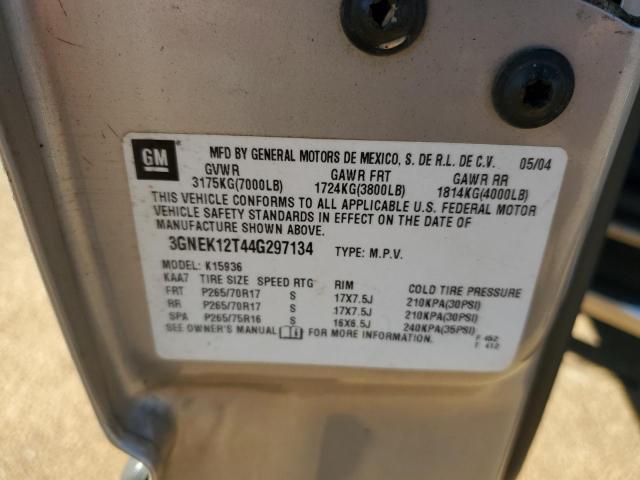 GM
MFD BY GENERAL MOTORS DE MEXICO, S. DE R.L. DE C.V. 05/04
GVWR GAWR FRT GAWR RR
3175KG(7000LB) 1724KG(3800LB) 1814KG(4000LB)
THIS VEHICLE CONFORMS TO ALL APPLICABLE U.S. FEDERAL MOTOR
VEHICLE SAFETY STANDARDS IN EFFECT ON THE DATE OF
MANUFACTURE SHOWN ABOVE.
3GNEK12T44G297134 TYPE: M.P.V.
MODEL: K15936
KAA7 TIRE SIZE SPEED RTG RIM COLD TIRE PRESSURE
FRT P265/70R17 S 17X7.5J 210KPA(30PSI)
RR P265/70R17 S 17X7.5J 210KPA(30PSI)
SPA P265/75R16 S 16X6.5J 240KPA(35PSI)
SEE OWNER'S MANUAL FOR MORE INFORMATION.
F 452
F 412